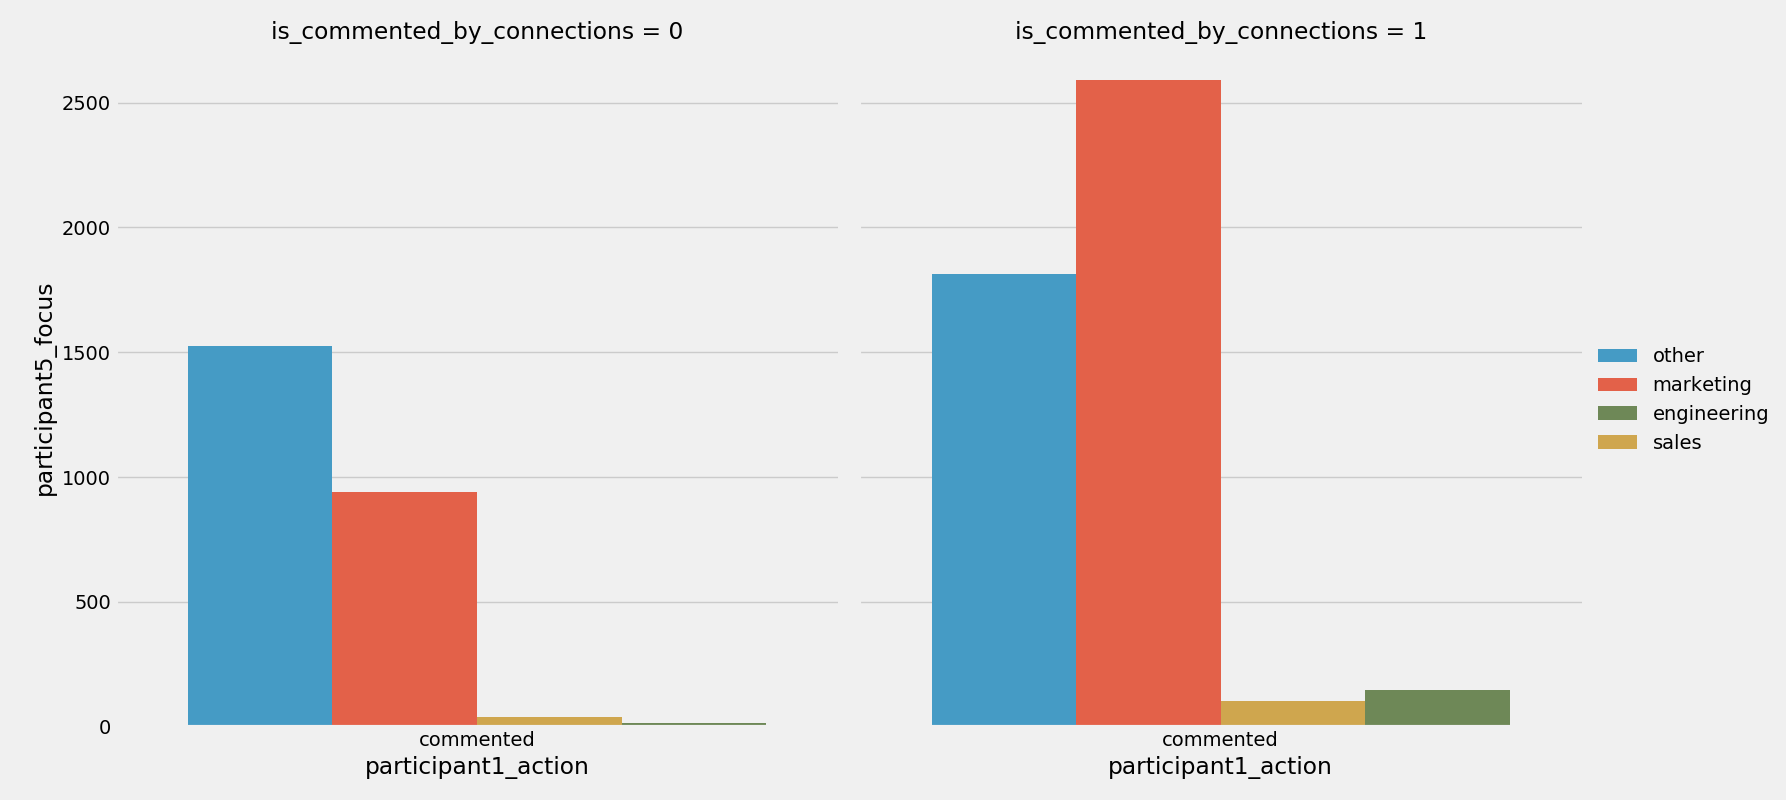 is_commented_by_connections = 0
is_commented_by_connections = 1
participant5_focus
2500
2000
1500
1000
500
0
commented
commented
participant1_action
participant1_action
other
marketing
engineering
sales